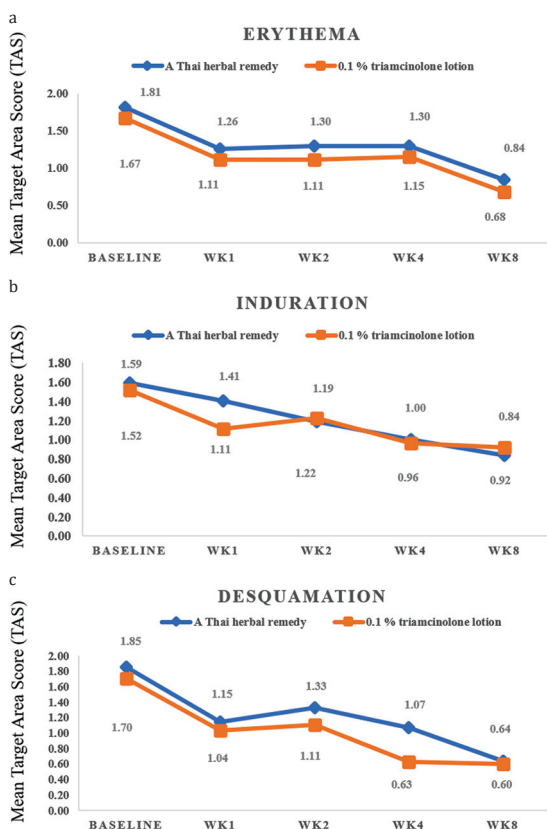 a
ERYTHEMA
A Thai herbal remedy 0.1 % triamcinolone lotion
Mean Target Area Score (TAS)
2.00
1.50
1.00
0.50
0.00
1.81 1.26 1.30 1.30 0.84
1.67 1.11 1.11 1.15 0.68
BASELINE WK1 WK2 WK4 WK8
b
INDURATION
A Thai herbal remedy 0.1 % triamcinolone lotion
Mean Target Area Score (TAS)
1.80
1.60
1.40
1.20
1.00
0.80
0.60
0.40
0.20
0.00
1.59 1.41 1.19 1.00 0.84
1.52 1.11 1.22 0.96 0.92
BASELINE WK1 WK2 WK4 WK8
c
DESQUAMATION
A Thai herbal remedy 0.1 % triamcinolone lotion
Mean Target Area Score (TAS)
2.00
1.80
1.60
1.40
1.20
1.00
0.80
0.60
0.40
0.20
0.00
1.85 1.15 1.33 1.07 0.64
1.70 1.04 1.11 0.63 0.60
BASELINE WK1 WK2 WK4 WK8